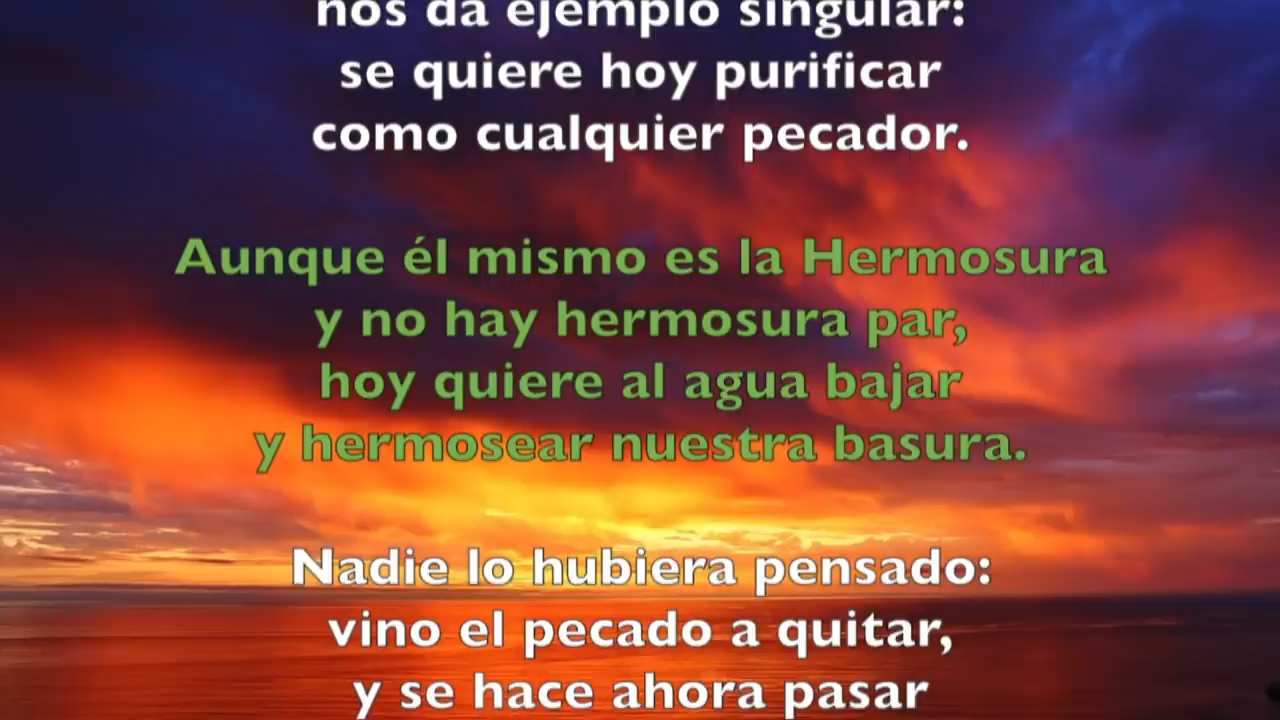 nos da ejemplo singular:
se quiere hoy purificar
como cualquier pecador.
Aunque él mismo es la Hermosura
y no hay hermosura par,
hoy quiere al agua bajar
y hermosear nuestra basura.
Nadie lo hubiera pensado:
vino el pecado a quitar,
y se hace ahora pasar